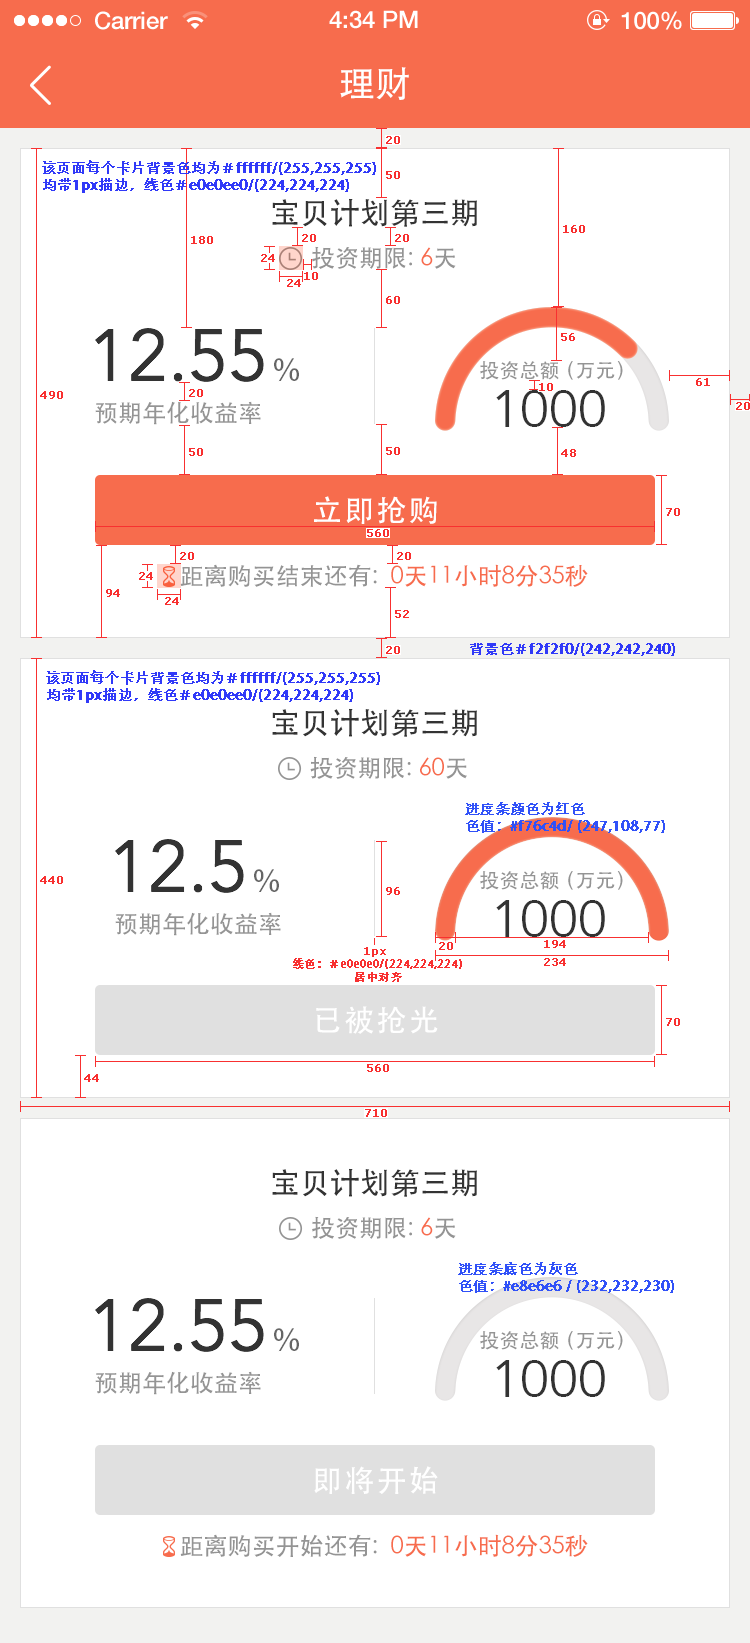 Carrier 4:34 PM 100%
理财
20
该页面每个卡片背景色均为#ffffff/(255,255,255)
均带1px描边，线色#e0e0ee0/(224,224,224)
50
宝贝计划第三期
180
20
20
160
24
投资期限: 6天
24
10
60
56
12.55%
投资总额（万元）
61
490
20
10
20
预期年化收益率
1000
50
50
48
立即抢购
70
560
20
20
24
距离购买结束还有: 0天11小时8分35秒
94
24
52
20
背景色#f2f2f0/(242,242,240)
该页面每个卡片背景色均为#ffffff/(255,255,255)
均带1px描边，线色#e0e0ee0/(224,224,224)
宝贝计划第三期
投资期限: 60天
进度条颜色为红色
色值：#f76c4d/ (247,108,77)
12.5%
投资总额（万元）
440
96
预期年化收益率
1000
20
194
1px
234
线色：#e0e0e0/(224,224,224)
居中对齐
已被抢光
70
560
44
710
宝贝计划第三期
投资期限: 6天
进度条底色为灰色
色值：#e8e6e6 / (232,232,230)
12.55%
投资总额（万元）
预期年化收益率
1000
即将开始
距离购买开始还有: 0天11小时8分35秒